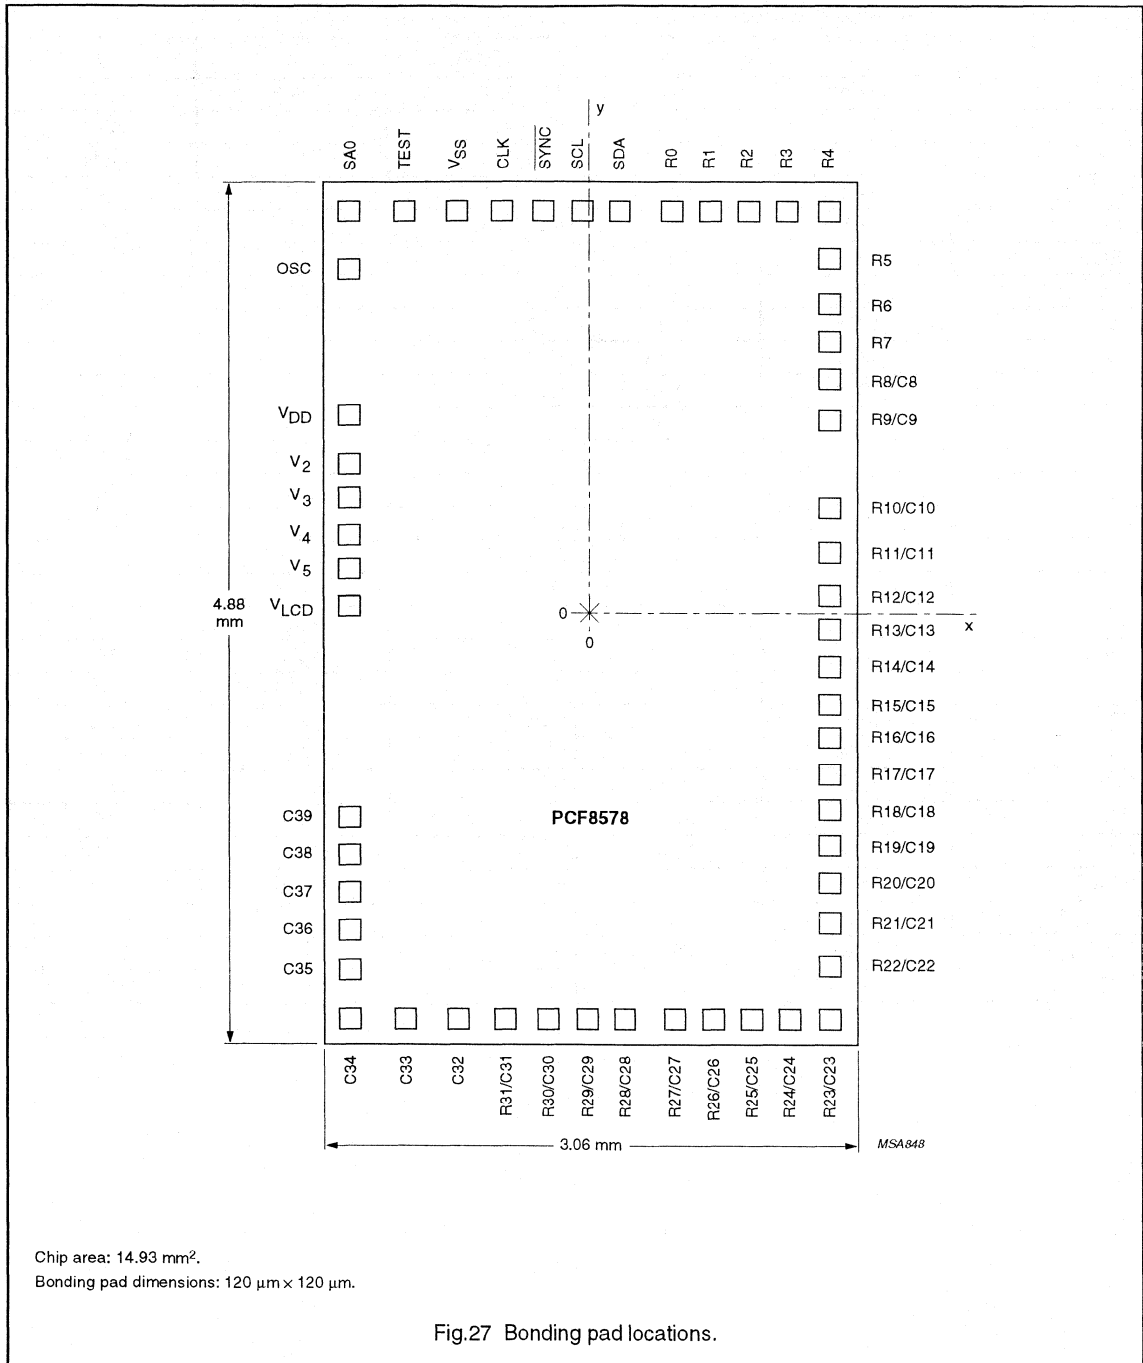 y
SA0
TEST
VSS
CLK
SYNC
SCL
SDA
R0
R1
R2
R3
R4
OSC
R5
R6
R7
R8/C8
VDD
R9/C9
V2
V3
R10/C10
V4
R11/C11
V5
4.88
mm
VLCD
R12/C12
0
x
0
R13/C13
R14/C14
R15/C15
R16/C16
R17/C17
C39
PCF8578
R18/C18
C38
R19/C19
C37
R20/C20
C36
R21/C21
C35
R22/C22
C34
C33
C32
R31/C31
R30/C30
R29/C29
R28/C28
R27/C27
R26/C26
R25/C25
R24/C24
R23/C23
3.06 mm
MSA848
Chip area: 14.93 mm².
Bonding pad dimensions: 120 µm × 120 µm.
Fig.27 Bonding pad locations.